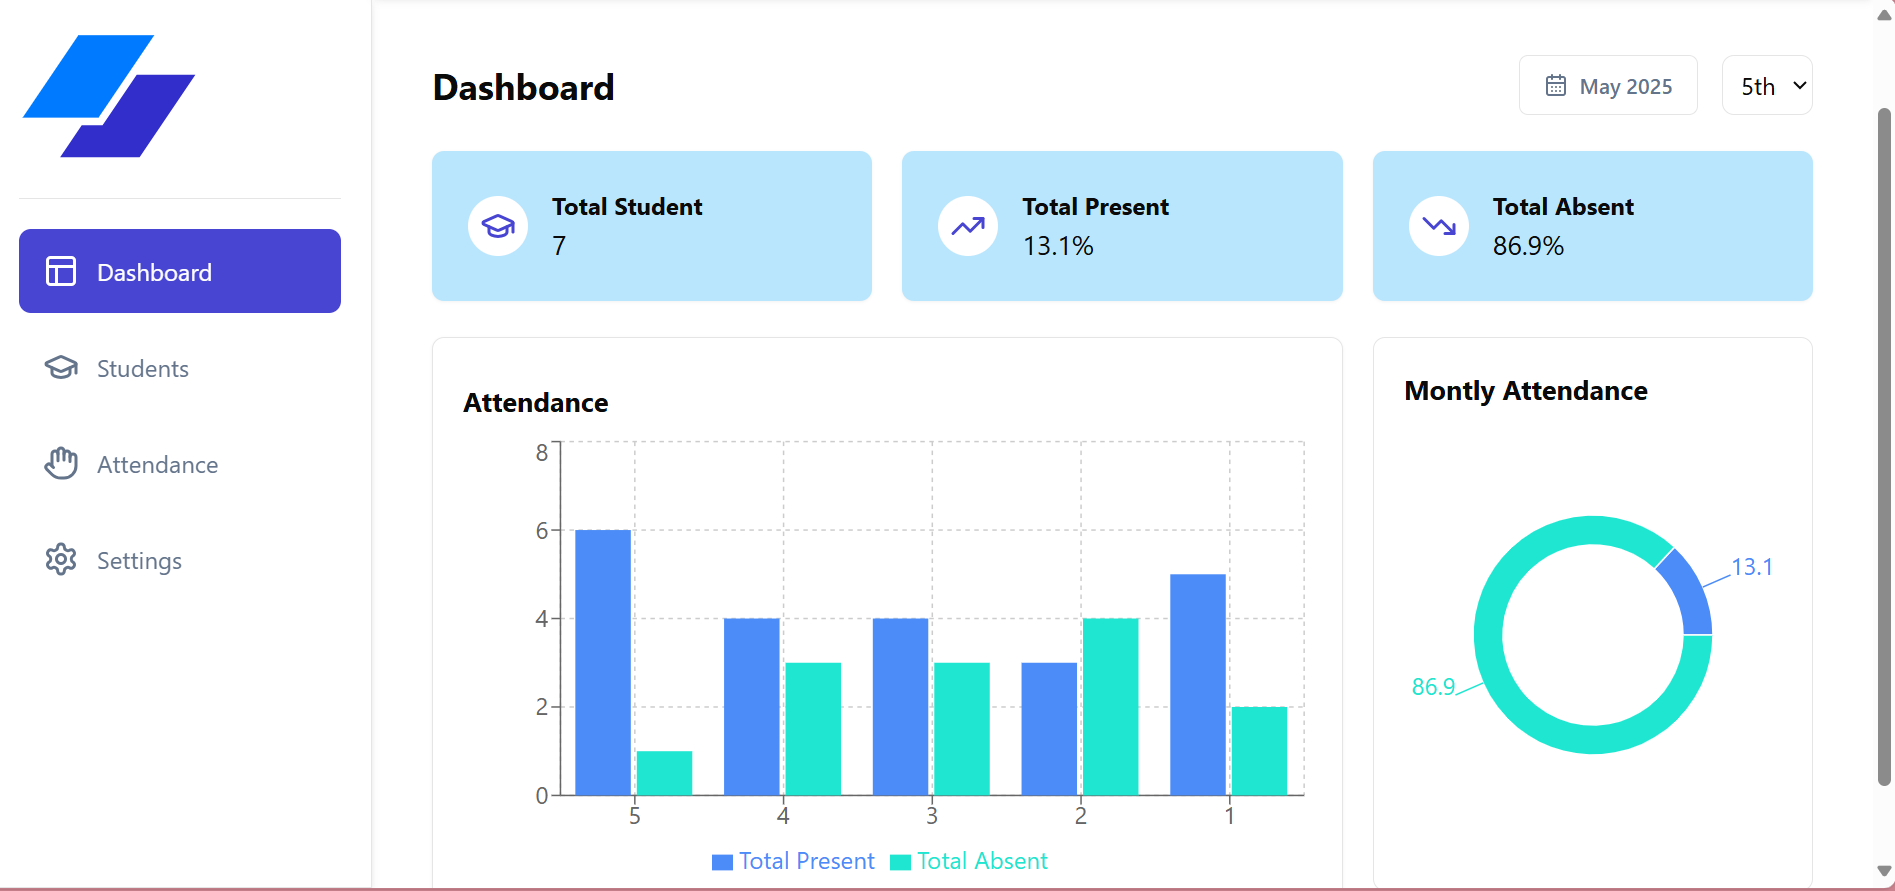 Dashboard
May 2025
5th
Total Student
7
Total Present
13.1%
Total Absent
86.9%
Dashboard
Students
Attendance
Settings
Attendance
8
6
4
2
0
5
4
3
2
1
Total Present
Total Absent
Montly Attendance
13.1
86.9